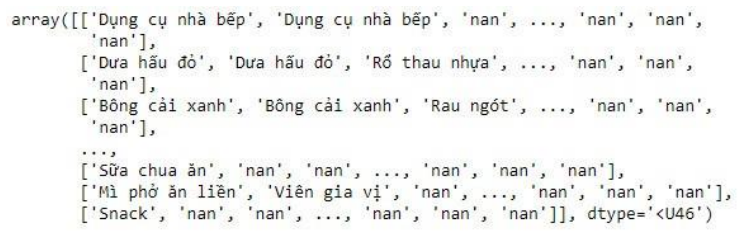 array([['Dụng cụ nhà bếp', 'Dụng cụ nhà bếp', 'nan', ..., 'nan', 'nan',
'nan'],
['Dưa hấu đỏ', 'Dưa hấu đỏ', 'Rổ thau nhựa', ..., 'nan', 'nan',
'nan'],
['Bông cải xanh', 'Bông cải xanh', 'Rau ngót', ..., 'nan', 'nan',
'nan'],
...,
['Sữa chua ăn', 'nan', 'nan', ..., 'nan', 'nan', 'nan'],
['Mì phở ăn liền', 'Viên gia vị', 'nan', ..., 'nan', 'nan', 'nan'],
['Snack', 'nan', 'nan', ..., 'nan', 'nan', 'nan']], dtype='<U46')